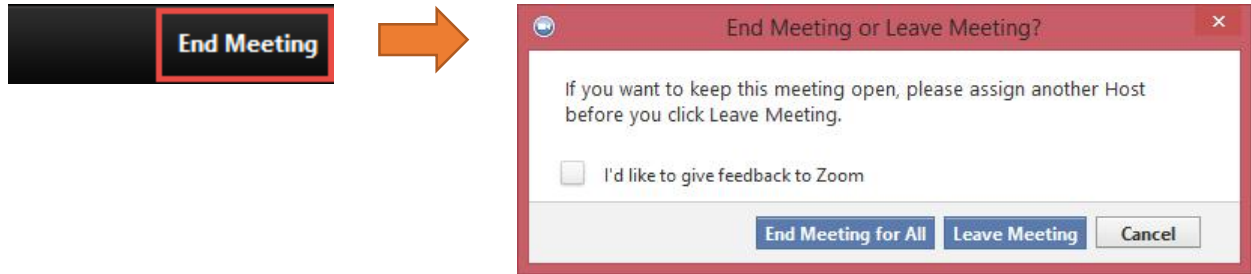 End Meeting
End Meeting or Leave Meeting?
If you want to keep this meeting open, please assign another Host
before you click Leave Meeting.
I'd like to give feedback to Zoom
End Meeting for All Leave Meeting Cancel